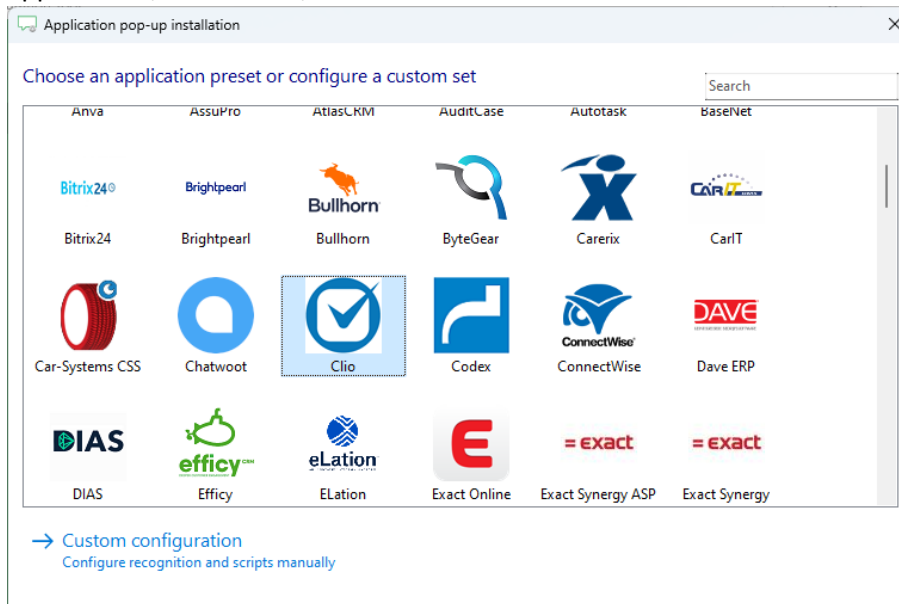 Application pop-up installation
Choose an application preset or configure a custom set
Search
Anva AssuPro AtlasCRM AuditCase Autotask BaseNet
Bitrix24 Brightpearl Bullhorn CarIT
Bitrix24 Brightpearl Bullhorn ByteGear Carerix CarIT
ConnectWise DAVE
Car-Systems CSS Chatwoot Clio Codex ConnectWise Dave ERP
DIAS efficy CRM eLation E = exact = exact
DIAS Efficy ELation Exact Online Exact Synergy ASP Exact Synergy
→ Custom configuration
Configure recognition and scripts manually